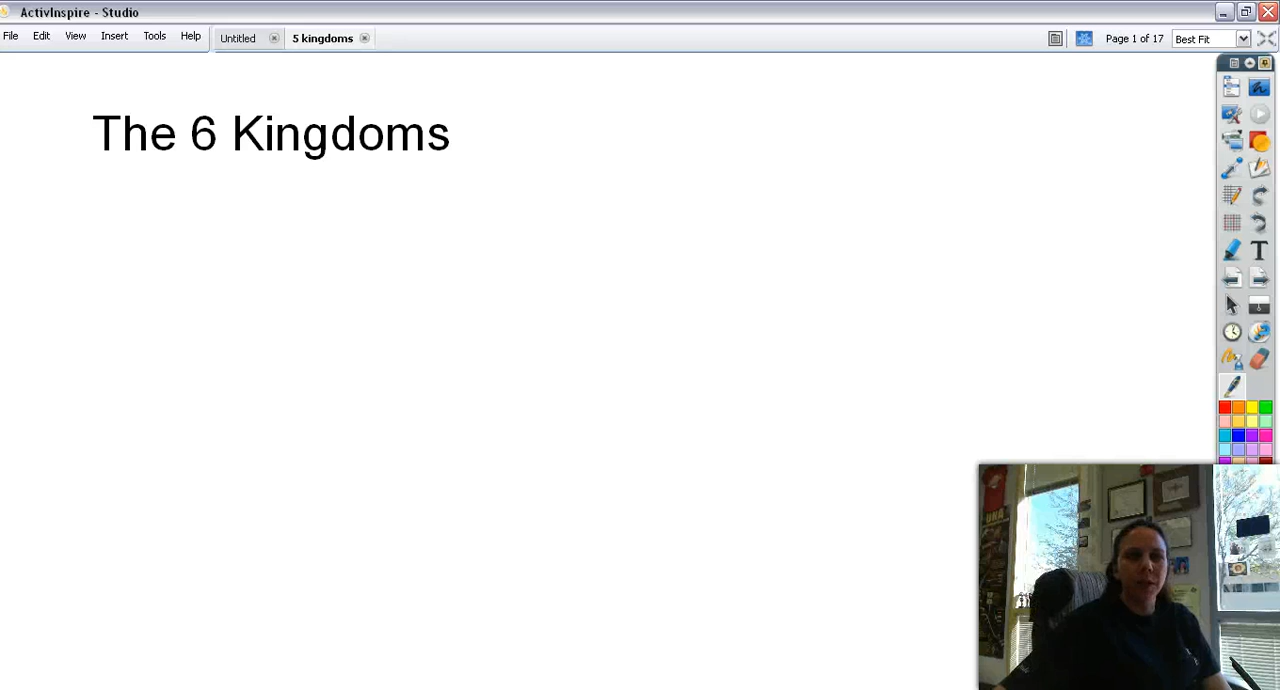 ActivInspire - Studio
File Edit View Insert Tools Help Untitled 5 kingdoms Page 1 of 17 Best Fit
The 6 Kingdoms
T
DNA